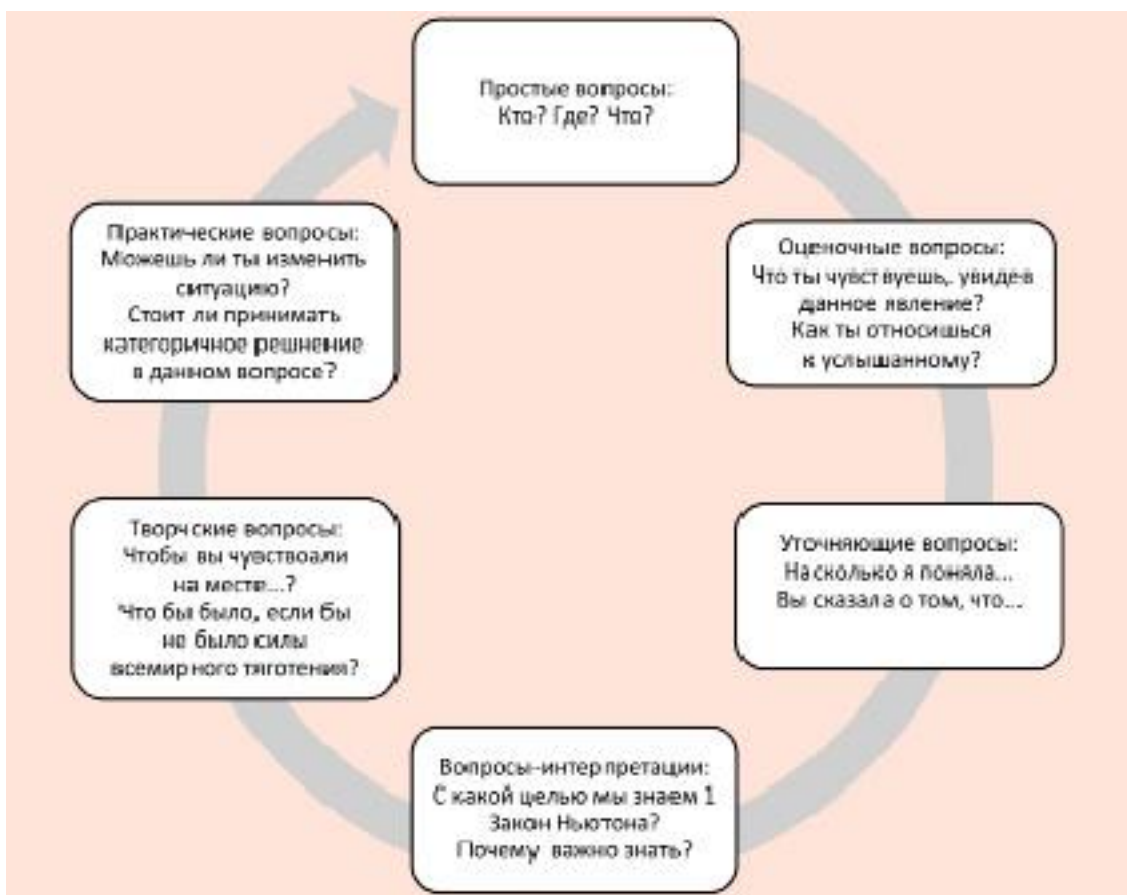 Простые вопросы:
Кто? Где? Что?
Оценочные вопросы:
Что ты чувствуешь, увидев
данное явление?
Как ты относишься
к услышанному?
Уточняющие вопросы:
Насколько я поняла...
Вы сказала о том, что...
Вопросы-интерпретации:
С какой целью мы знаем 1
Закон Ньютона?
Почему важно знать?
Творчские вопросы:
Чтобы вы чувствоали
на месте...?
Что бы было, если бы
не было силы
всемирного тяготения?
Практические вопросы:
Можешь ли ты изменить
ситуацию?
Стоит ли принимать
категоричное решнение
в данном вопросе?